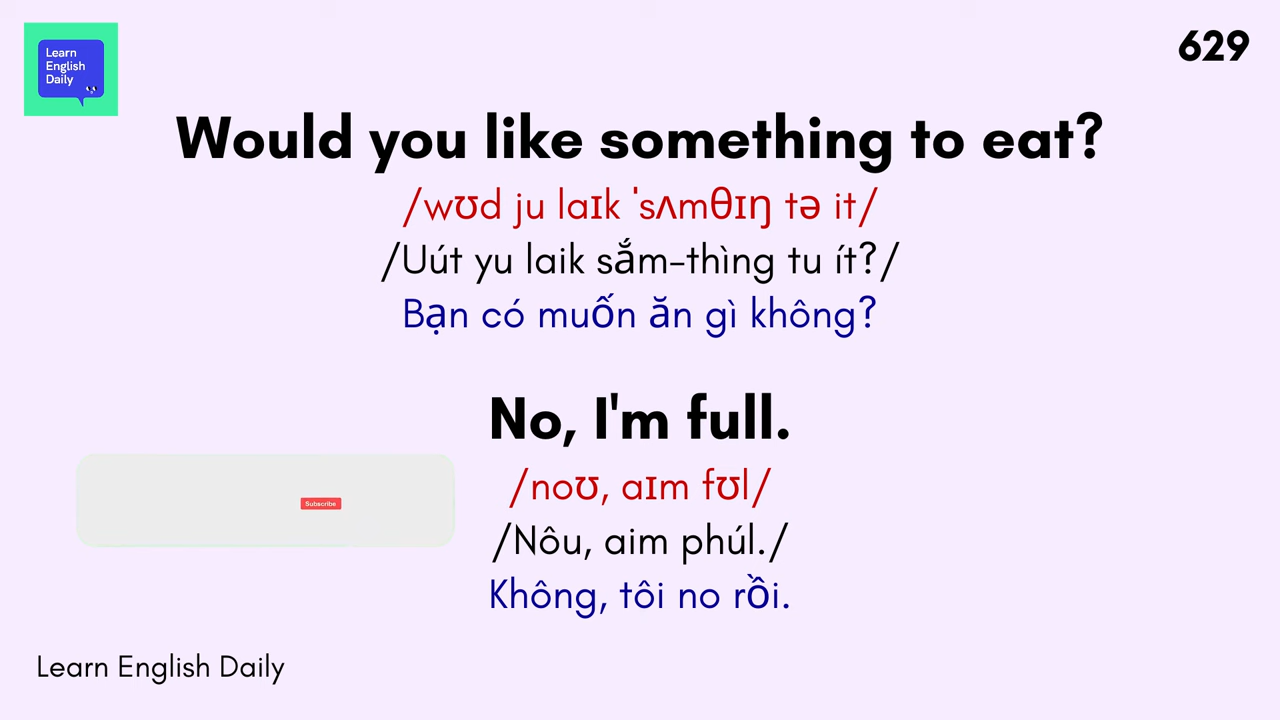 Learn
English
Daily
629
Would you like something to eat?
/wʊd ju laɪk ˈsʌmθɪŋ tə it/
/Uút yu laik sắm-thìng tu ít?/
Bạn có muốn ăn gì không?
No, I'm full.
/noʊ, aɪm fʊl/
/Nôu, aim phúl./
Không, tôi no rồi.
Subscribe
Learn English Daily